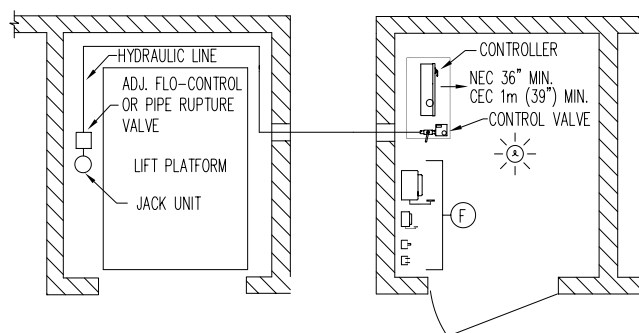 HYDRAULIC LINE
ADJ. FLO-CONTROL
OR PIPE RUPTURE
VALVE
LIFT PLATFORM
JACK UNIT
CONTROLLER
NEC 36" MIN.
CEC 1m (39") MIN.
CONTROL VALVE
F